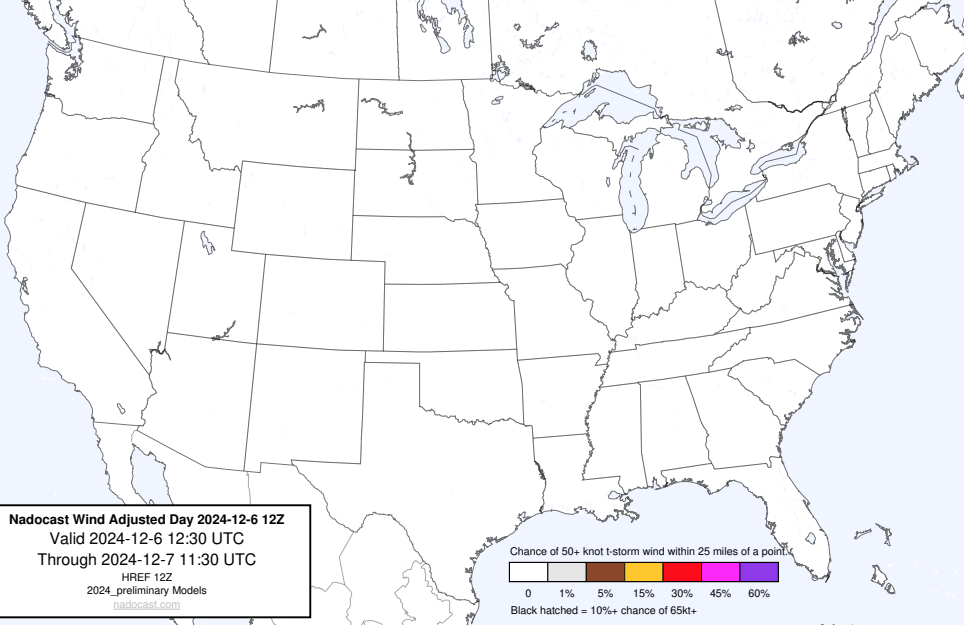 Nadocast Wind Adjusted Day 2024-12-6 12Z
Valid 2024-12-6 12:30 UTC
Through 2024-12-7 11:30 UTC
HREF 12Z
2024_preliminary Models
nadocast.com
Chance of 50+ knot t-storm wind within 25 miles of a point.
0 1% 5% 15% 30% 45% 60%
Black hatched = 10%+ chance of 65kt+